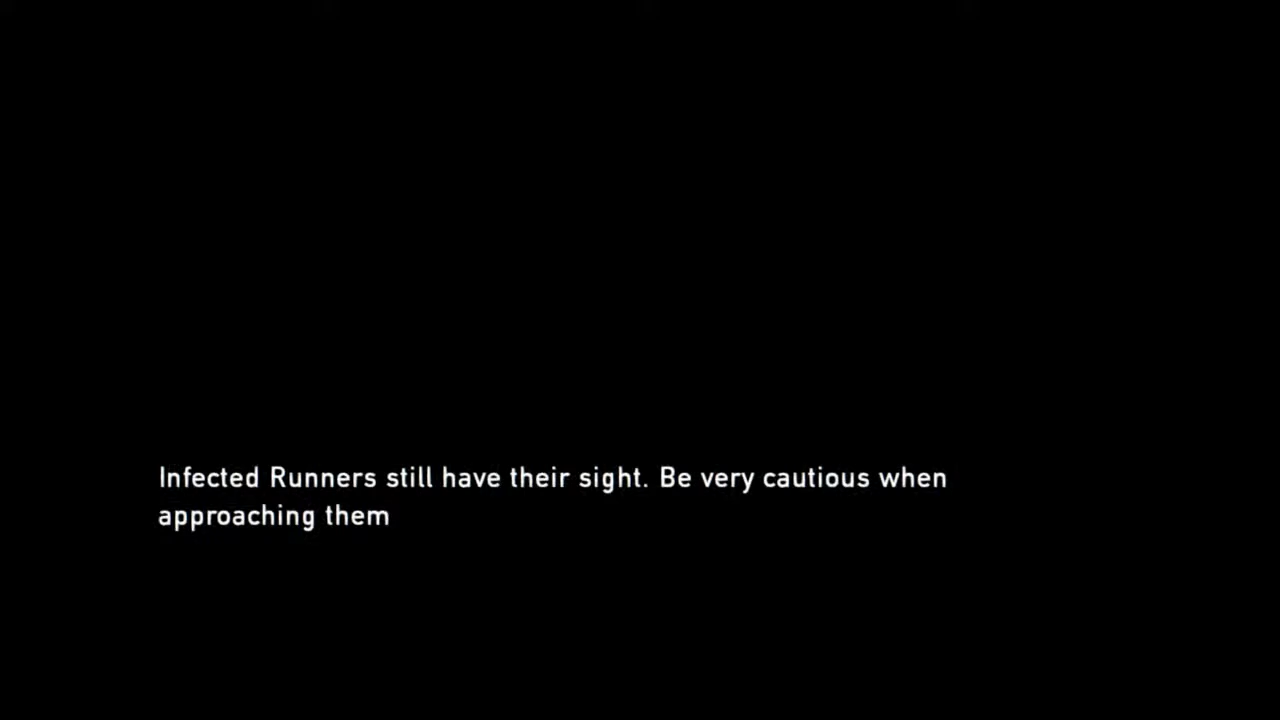 Infected Runners still have their sight. Be very cautious when
approaching them